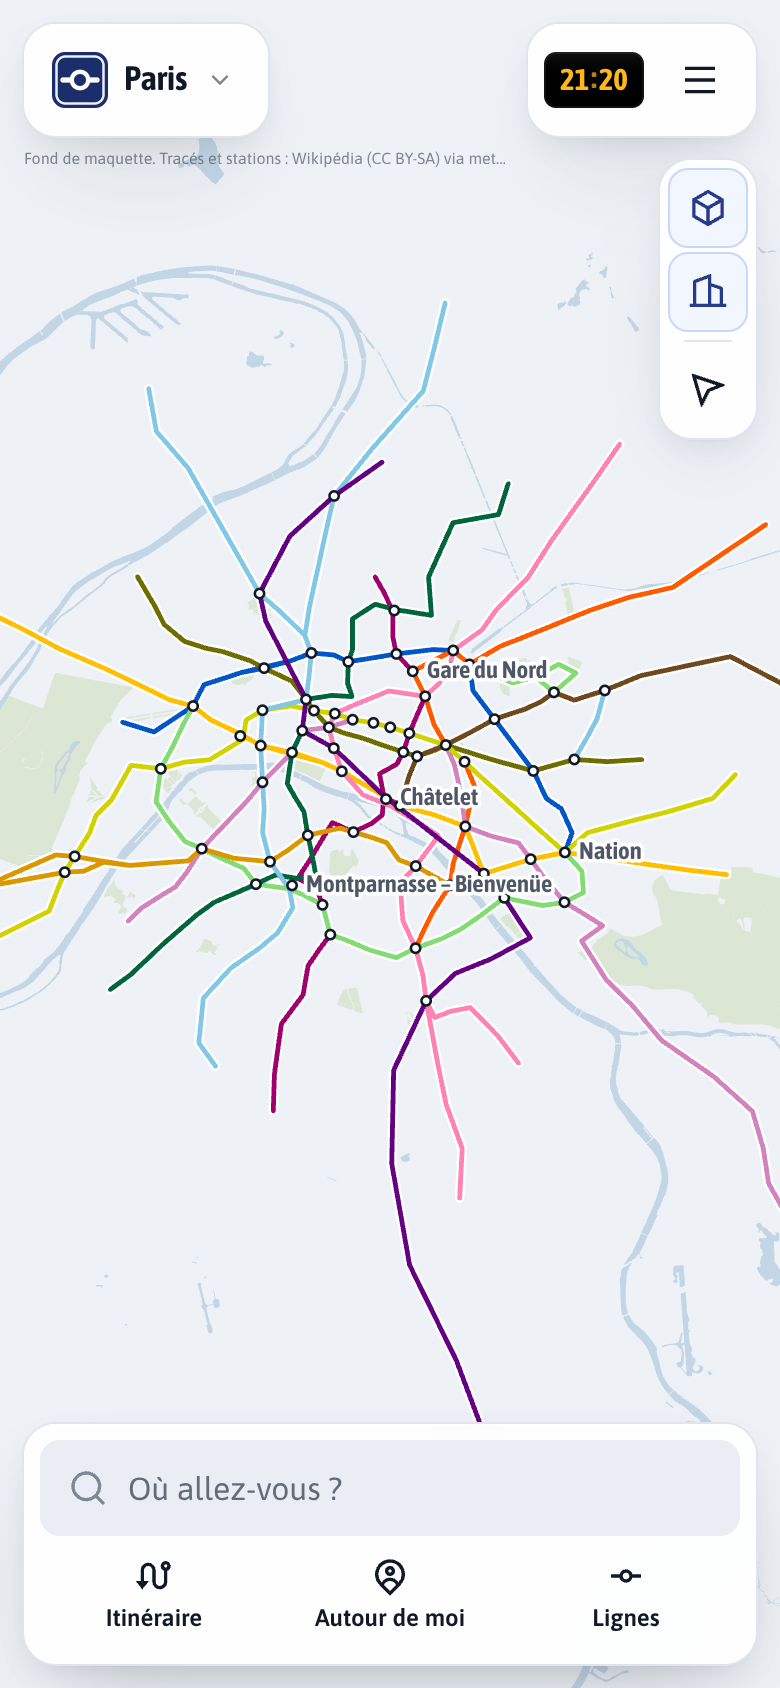 Paris
21:20
Fond de maquette. Tracés et stations : Wikipédia (CC BY-SA) via met...
Gare du Nord
Châtelet
Nation
Montparnasse – Bienvenüe
Où allez-vous ?
Itinéraire
Autour de moi
Lignes